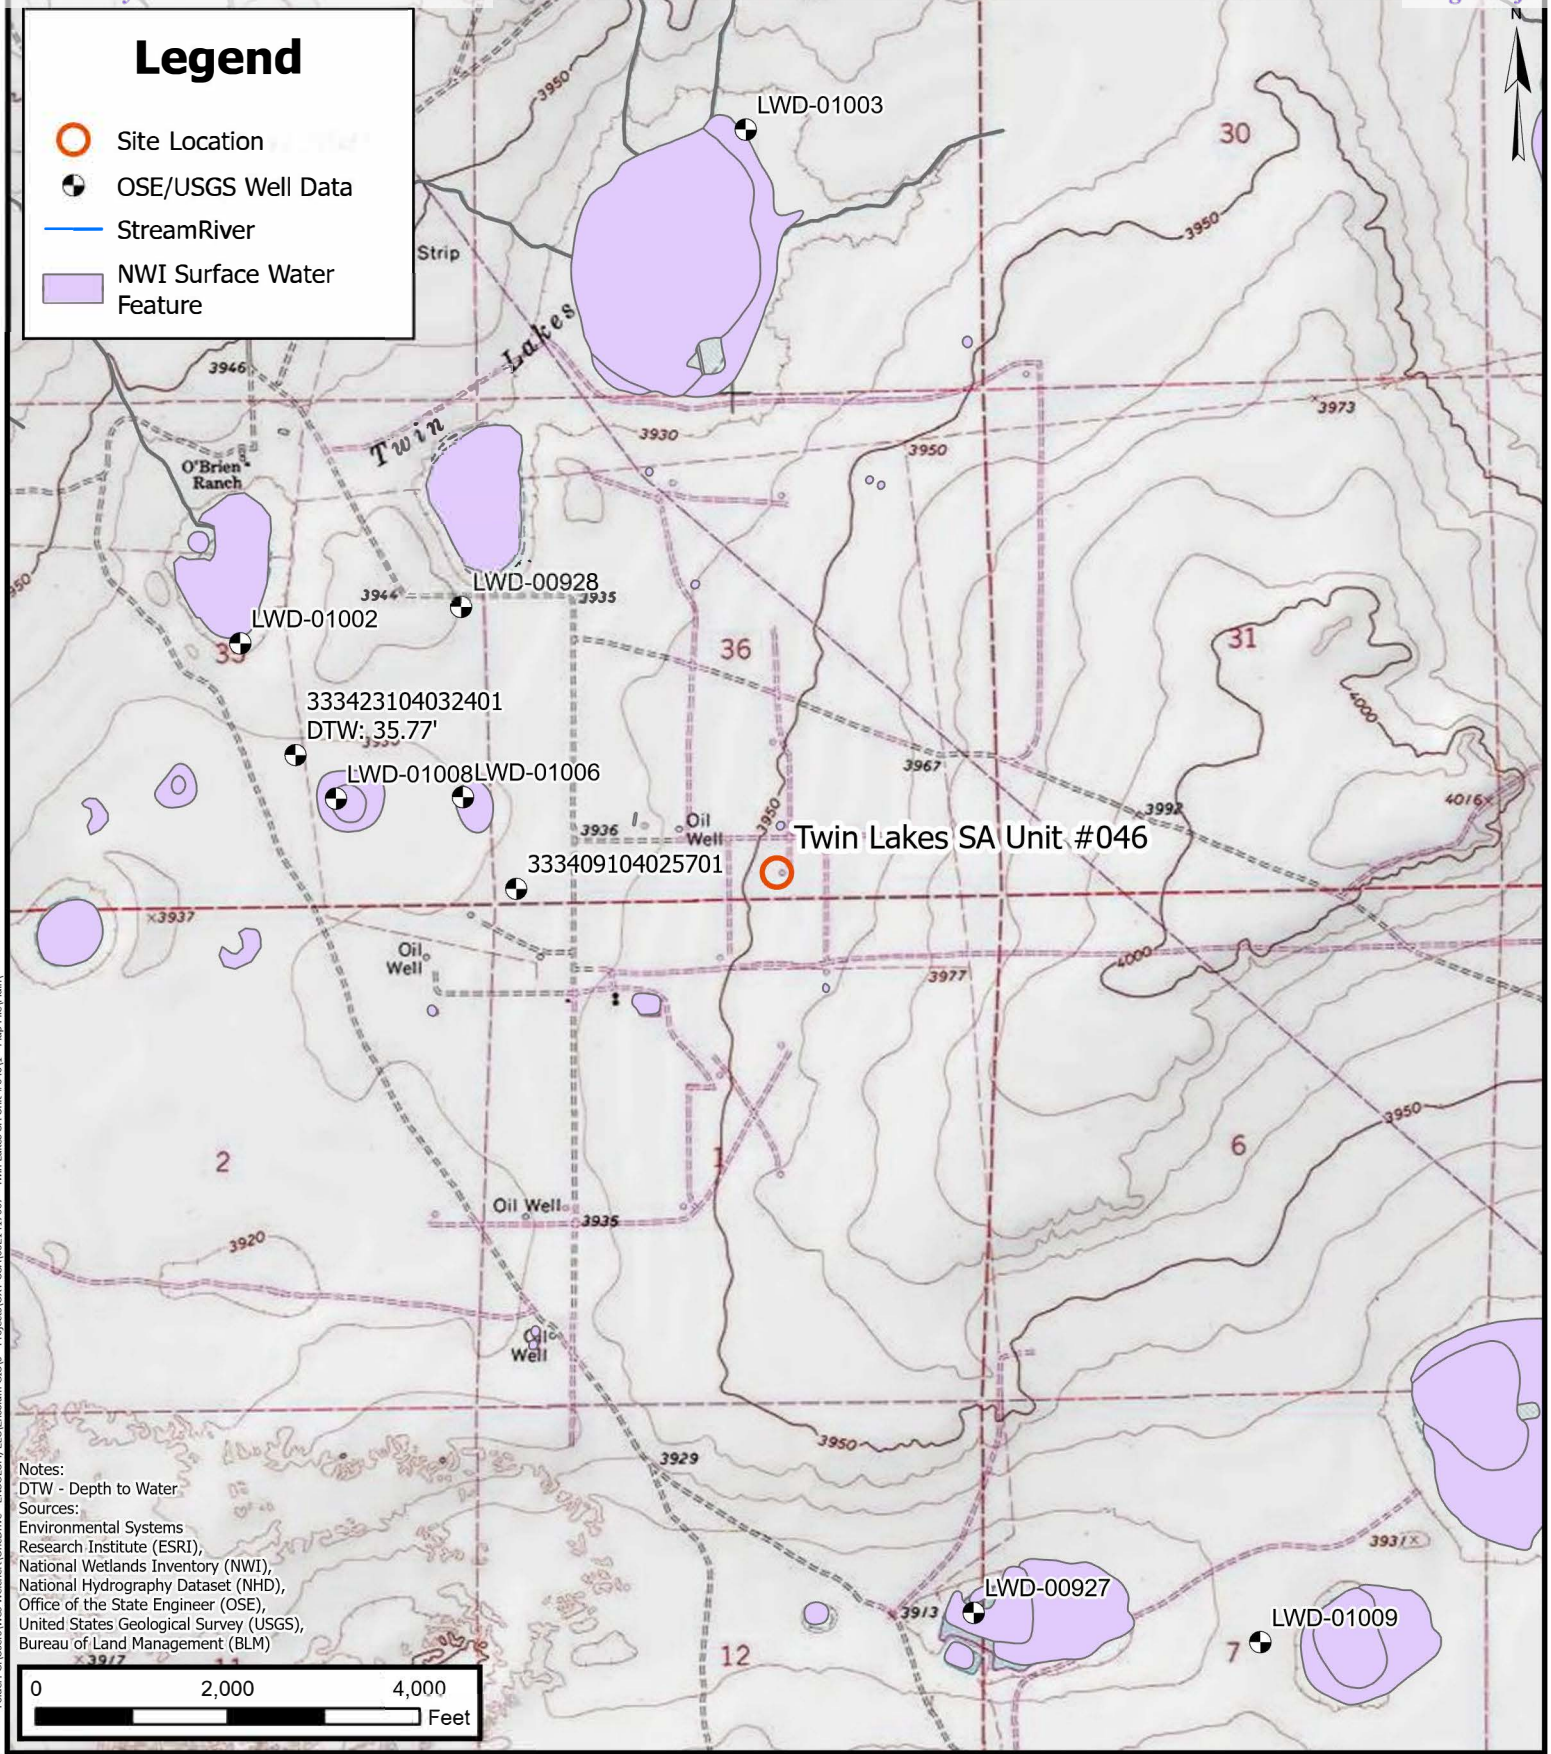 Legend
Site Location
OSE/USGS Well Data
StreamRiver
NWI Surface Water
Feature
N
3950
LWD-01003
30
3950
Strip
Twin Lakes
3946
3973
3930
3950
O'Brien
Ranch
LWD-00928
3944
3935
950
LWD-01002
36
31
4000
333423104032401
DTW: 35.77'
LWD-01008
LWD-01006
3967
4016
3992
3950
3936
Oil
Well
Twin Lakes SA Unit #046
333409104025701
3937
Oil
Well
4000
3977
3950
2
1
6
Oil Well
3935
3920
Oil
Well
3950
3929
Notes:
DTW - Depth to Water
Sources:
Environmental Systems
Research Institute (ESRI),
National Wetlands Inventory (NWI),
National Hydrography Dataset (NHD),
Office of the State Engineer (OSE),
United States Geological Survey (USGS),
Bureau of Land Management (BLM)
3931
LWD-00927
3913
LWD-01009
12
7
3917
0 2,000 4,000
Feet